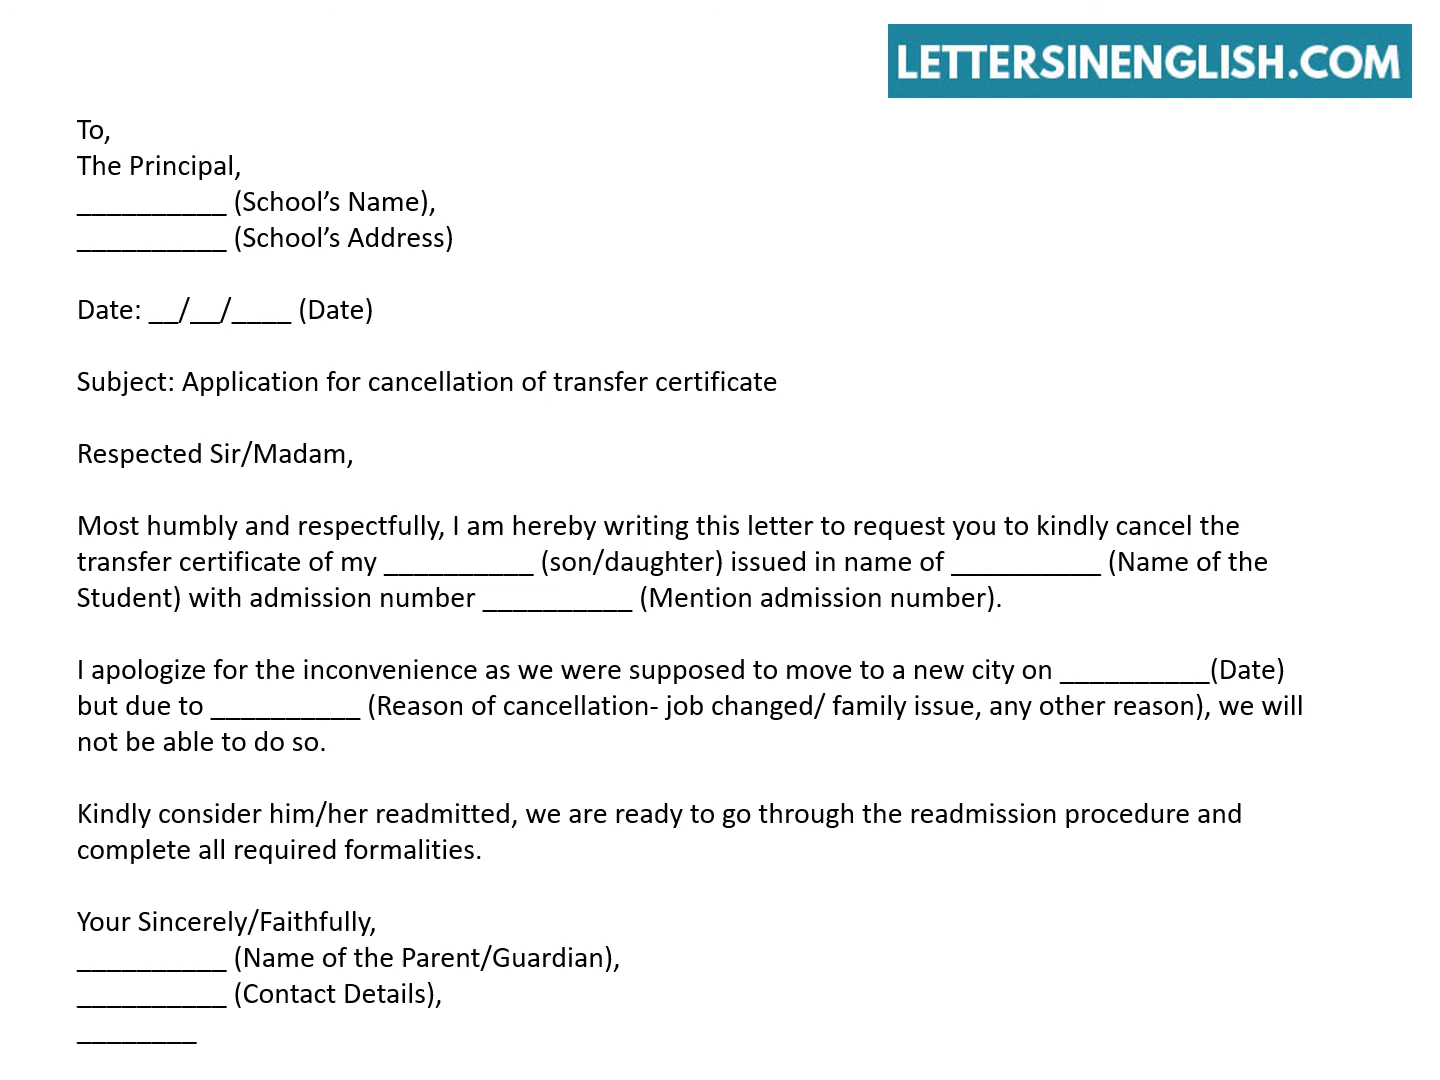 LETTERSINENGLISH.COM
To,
The Principal,
__________ (School’s Name),
__________ (School’s Address)
Date: __/__/____ (Date)
Subject: Application for cancellation of transfer certificate
Respected Sir/Madam,
Most humbly and respectfully, I am hereby writing this letter to request you to kindly cancel the
transfer certificate of my __________ (son/daughter) issued in name of __________ (Name of the
Student) with admission number __________ (Mention admission number).
I apologize for the inconvenience as we were supposed to move to a new city on __________(Date)
but due to __________ (Reason of cancellation- job changed/ family issue, any other reason), we will
not be able to do so.
Kindly consider him/her readmitted, we are ready to go through the readmission procedure and
complete all required formalities.
Your Sincerely/Faithfully,
__________ (Name of the Parent/Guardian),
__________ (Contact Details),
________